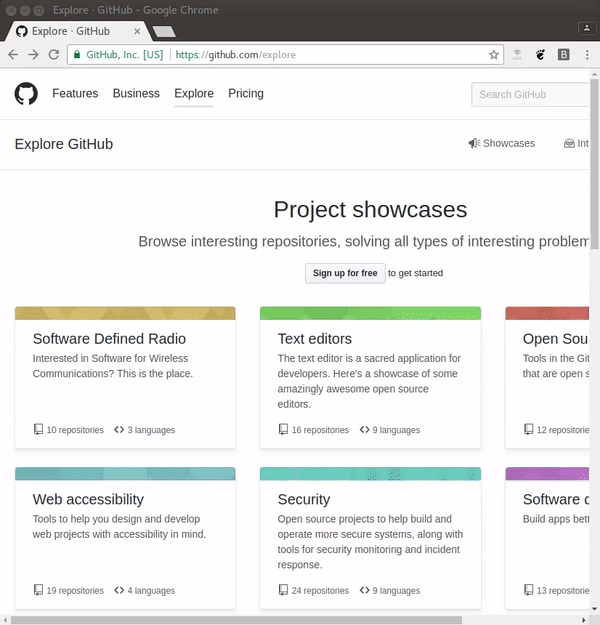 Explore · GitHub - Google Chrome
Explore · GitHub
GitHub, Inc. [US] https://github.com/explore
Features Business Explore Pricing
Search GitHub
Explore GitHub
Showcases Int
Project showcases
Browse interesting repositories, solving all types of interesting problem
Sign up for free to get started
Software Defined Radio
Interested in Software for Wireless
Communications? This is the place.
10 repositories 3 languages
Text editors
The text editor is a sacred application for
developers. Here's a showcase of some
amazingly awesome open source
editors.
16 repositories 9 languages
Open Sou
Tools in the Git
that are open s
12 repositories
Web accessibility
Tools to help you design and develop
web projects with accessibility in mind.
19 repositories 4 languages
Security
Open source projects to help build and
operate more secure systems, along with
tools for security monitoring and incident
response.
24 repositories 9 languages
Software d
Build apps bett
13 repositories